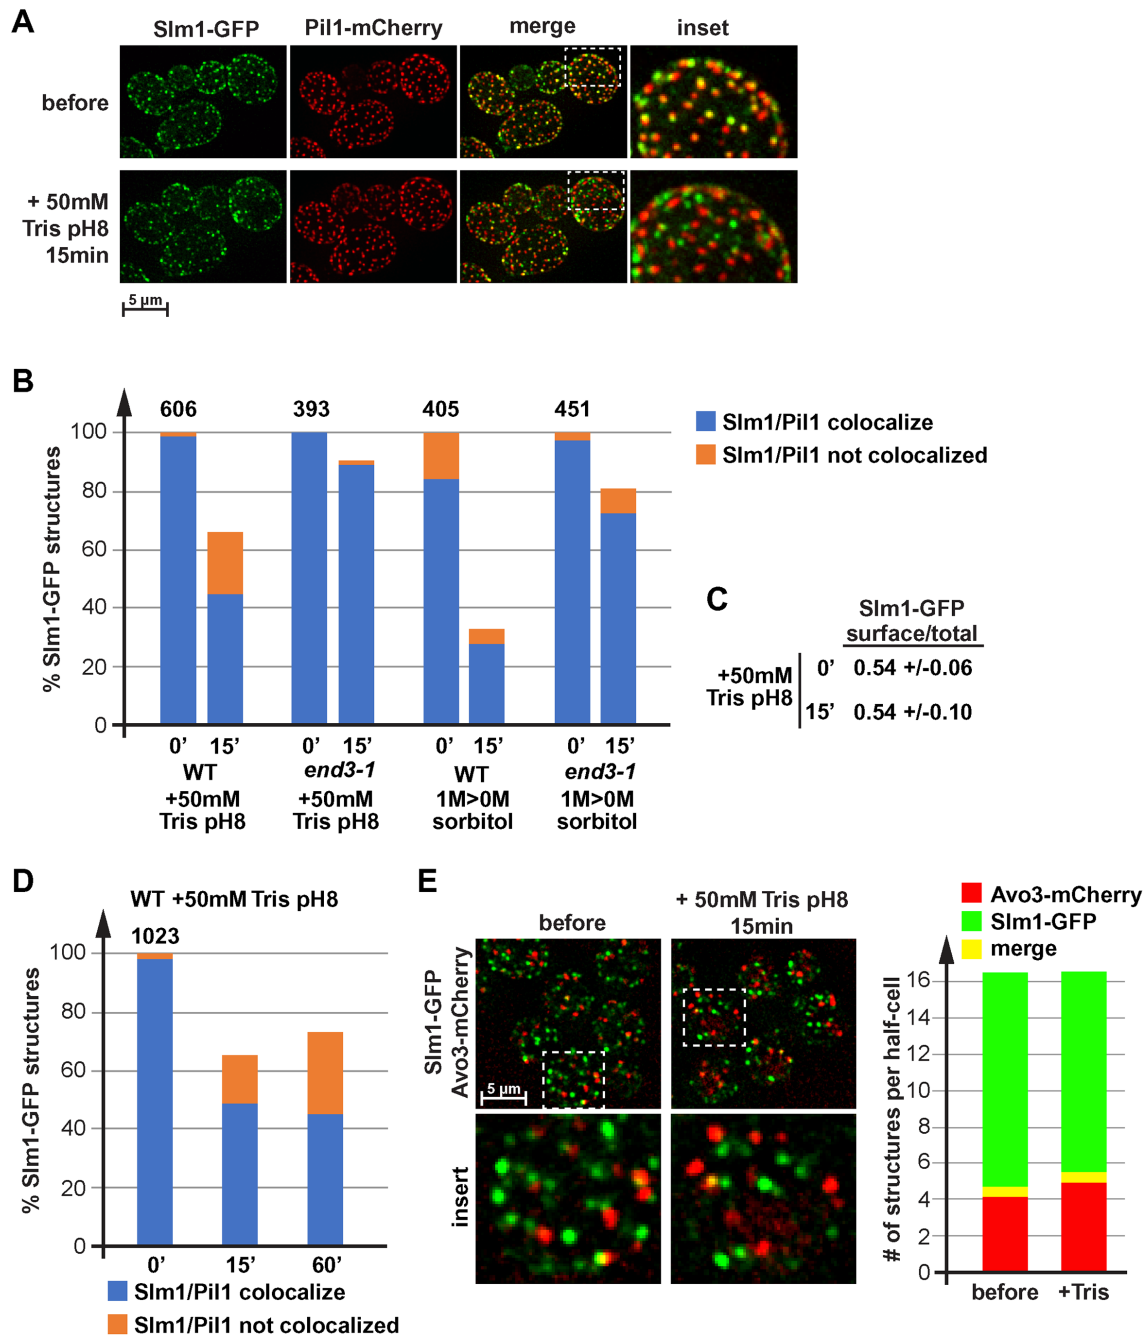 A
Slm1-GFP Pil1-mCherry merge inset
before
+ 50mM
Tris pH8
15min
5 µm
B
606 393 405 451
100
80
60
40
20
0
% Slm1-GFP structures
Slm1/Pil1 colocalize
Slm1/Pil1 not colocalized
0’ 15’ 0’ 15’ 0’ 15’ 0’ 15’
WT end3-1 WT end3-1
+50mM +50mM 1M>0M 1M>0M
Tris pH8 Tris pH8 sorbitol sorbitol
C
Slm1-GFP
surface/total
+50mM
Tris pH8
0’ 0.54 +/-0.06
15’ 0.54 +/-0.10
D
WT +50mM Tris pH8
1023
100
80
60
40
20
0
% Slm1-GFP structures
0’ 15’ 60’
Slm1/Pil1 colocalize
Slm1/Pil1 not colocalized
E
before
+ 50mM Tris pH8
15min
Slm1-GFP
Avo3-mCherry
5 µm
insert
Avo3-mCherry
Slm1-GFP
merge
# of structures per half-cell
16
14
12
10
8
6
4
2
0
before +Tris